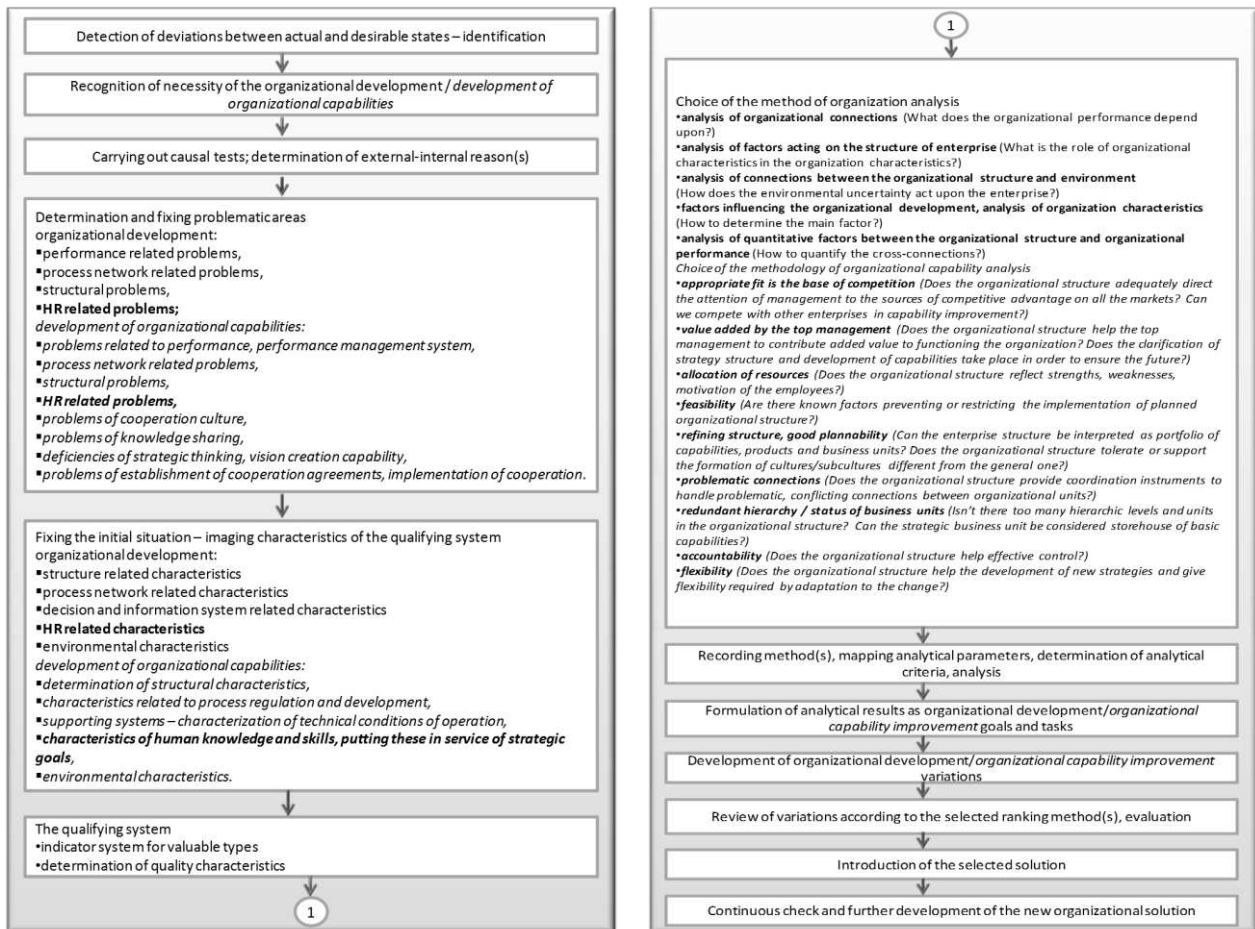 Detection of deviations between actual and desirable states – identification
Recognition of necessity of the organizational development / development of
organizational capabilities
Carrying out causal tests; determination of external-internal reason(s)
Determination and fixing problematic areas
organizational development:
▪performance related problems,
▪process network related problems,
▪structural problems,
▪HR related problems;
development of organizational capabilities:
▪problems related to performance, performance management system,
▪process network related problems,
▪structural problems,
▪HR related problems,
▪problems of cooperation culture,
▪problems of knowledge sharing,
▪deficiencies of strategic thinking, vision creation capability,
▪problems of establishment of cooperation agreements, implementation of cooperation.
Fixing the initial situation – imaging characteristics of the qualifying system
organizational development:
▪structure related characteristics
▪process network related characteristics
▪decision and information system related characteristics
▪HR related characteristics
▪environmental characteristics
development of organizational capabilities:
▪determination of structural characteristics,
▪characteristics related to process regulation and development,
▪supporting systems – characterization of technical conditions of operation,
▪characteristics of human knowledge and skills, putting these in service of strategic
goals,
▪environmental characteristics.
The qualifying system
•indicator system for valuable types
•determination of quality characteristics
1
1
Choice of the method of organization analysis
•analysis of organizational connections (What does the organizational performance depend
upon?)
•analysis of factors acting on the structure of enterprise (What is the role of organizational
characteristics in the organization characteristics?)
•analysis of connections between the organizational structure and environment
(How does the environmental uncertainty act upon the enterprise?)
•factors influencing the organizational development, analysis of organization characteristics
(How to determine the main factor?)
•analysis of quantitative factors between the organizational structure and organizational
performance (How to quantify the cross-connections?)
Choice of the methodology of organizational capability analysis
•appropriate fit is the base of competition (Does the organizational structure adequately direct
the attention of management to the sources of competitive advantage on all the markets? Can
we compete with other enterprises in capability improvement?)
•value added by the top management (Does the organizational structure help the top
management to contribute added value to functioning the organization? Does the clarification of
of strategy structure and development of capabilities take place in order to ensure the future?)
•allocation of resources (Does the organizational structure reflect strengths, weaknesses,
motivation of the employees?)
•feasibility (Are there known factors preventing or restricting the implementation of planned
organizational structure?)
•refining structure, good plannability (Can the enterprise structure be interpreted as portfolio of
capabilities, products and business units? Does the organizational structure tolerate or support
the formation of cultures/subcultures different from the general one?)
•problematic connections (Does the organizational structure provide coordination instruments to
handle problematic, conflicting connections between organizational units?)
•redundant hierarchy / status of business units (Isn't there too many hierarchic levels and units
in the organizational structure? Can the strategic business unit be considered storehouse of basic
capabilities?)
•accountability (Does the organizational structure help effective control?)
•flexibility (Does the organizational structure help the development of new strategies and give
flexibility required by adaptation to the change?)
Recording method(s), mapping analytical parameters, determination of analytical
criteria, analysis
Formulation of analytical results as organizational development/organizational
capability improvement goals and tasks
Development of organizational development/organizational capability improvement
variations
Review of variations according to the selected ranking method(s), evaluation
Introduction of the selected solution
Continuous check and further development of the new organizational solution